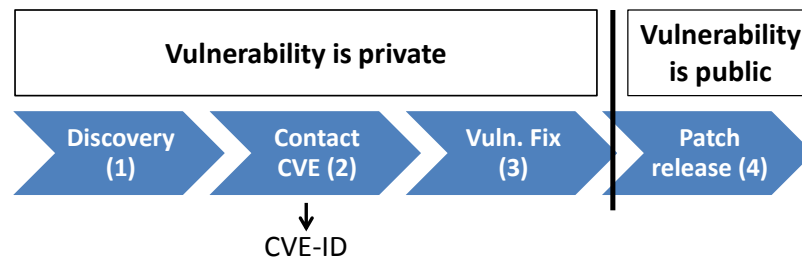 Vulnerability is private
Vulnerability
is public
Discovery
(1)
Contact
CVE (2)
Vuln. Fix
(3)
Patch
release (4)
CVE-ID